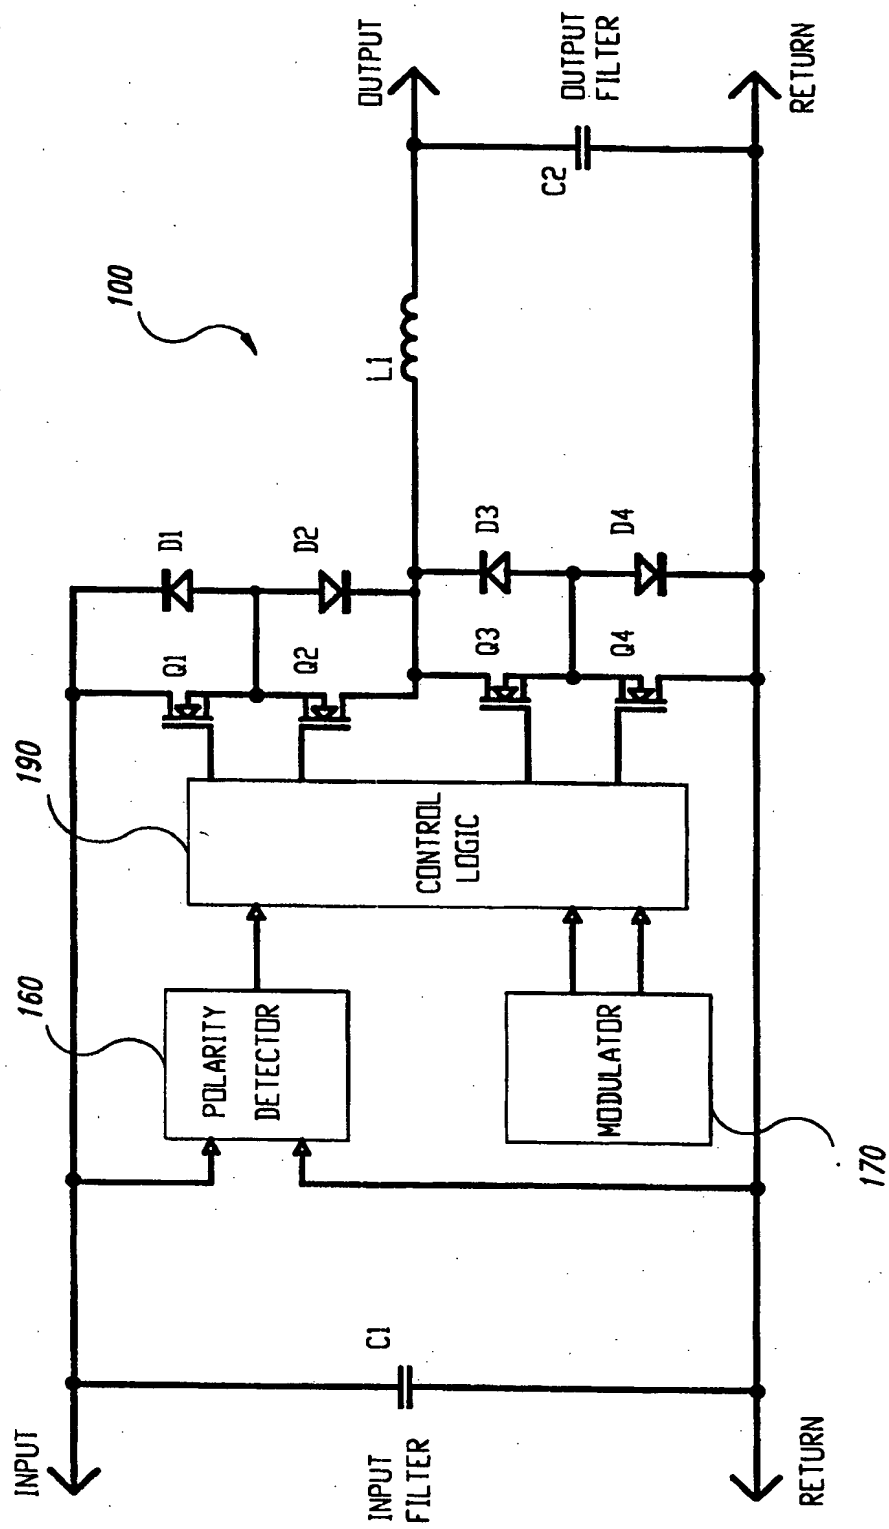 100
INPUT
INPUT
FILTER
C1
RETURN
160
POLARITY
DETECTOR
MODULATOR
170
190
CONTROL
LOGIC
Q1
D1
Q2
D2
Q3
D3
Q4
D4
L1
OUTPUT
C2
OUTPUT
FILTER
RETURN